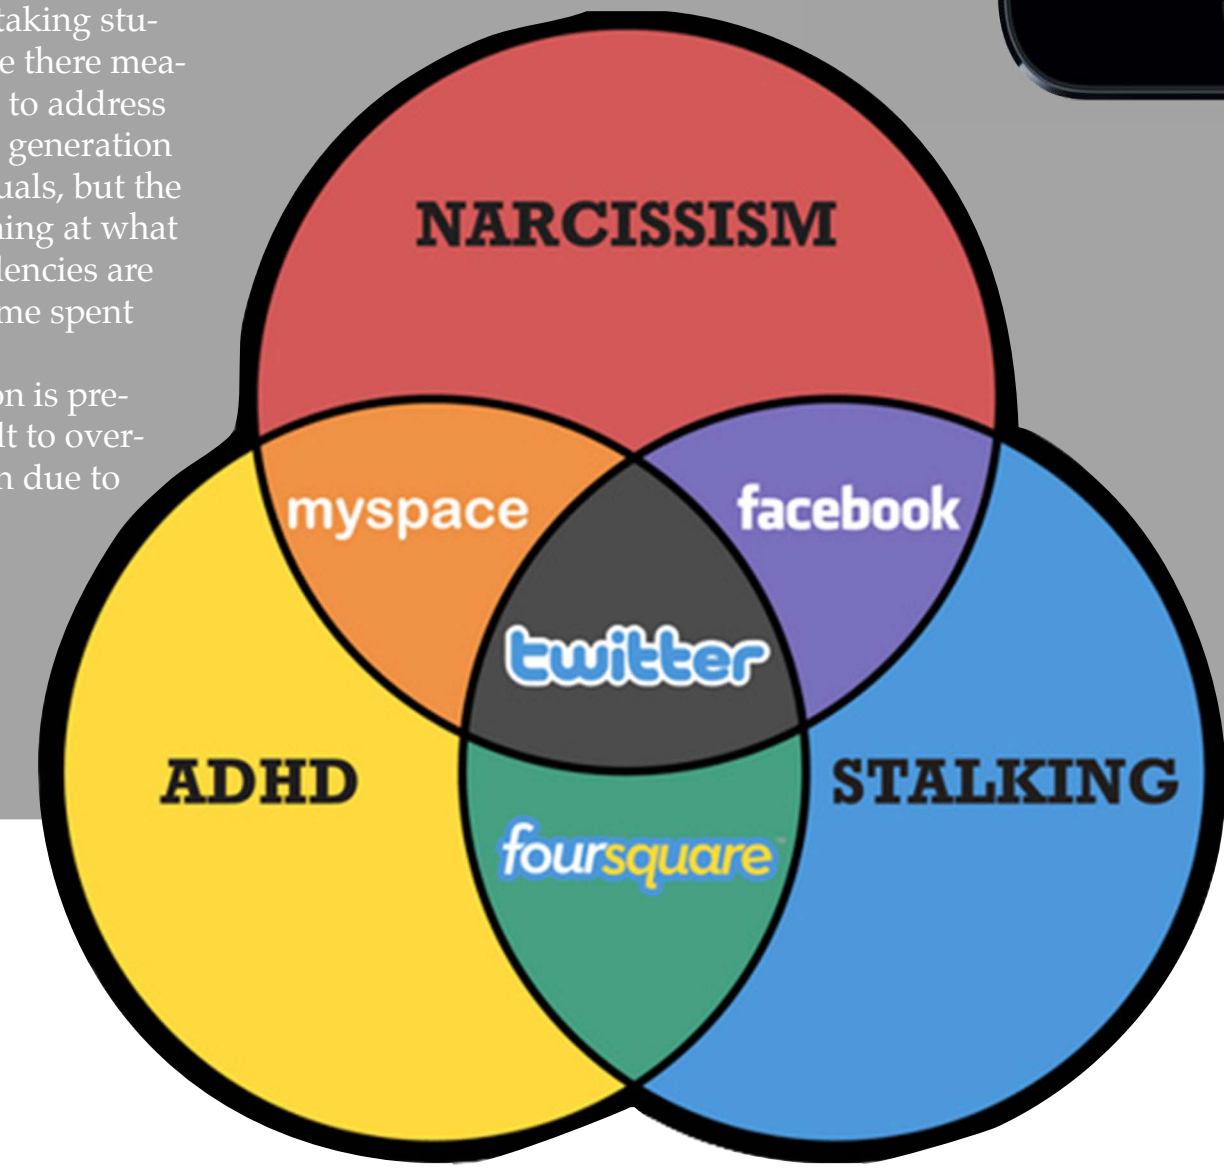 taking stu-
e there mea-
to address
generation
uals, but the
ning at what
dencies are
me spent
on is pre-
lt to over-
n due to
NARCISSISM
myspace
facebook
twitter
ADHD
STALKING
foursquare